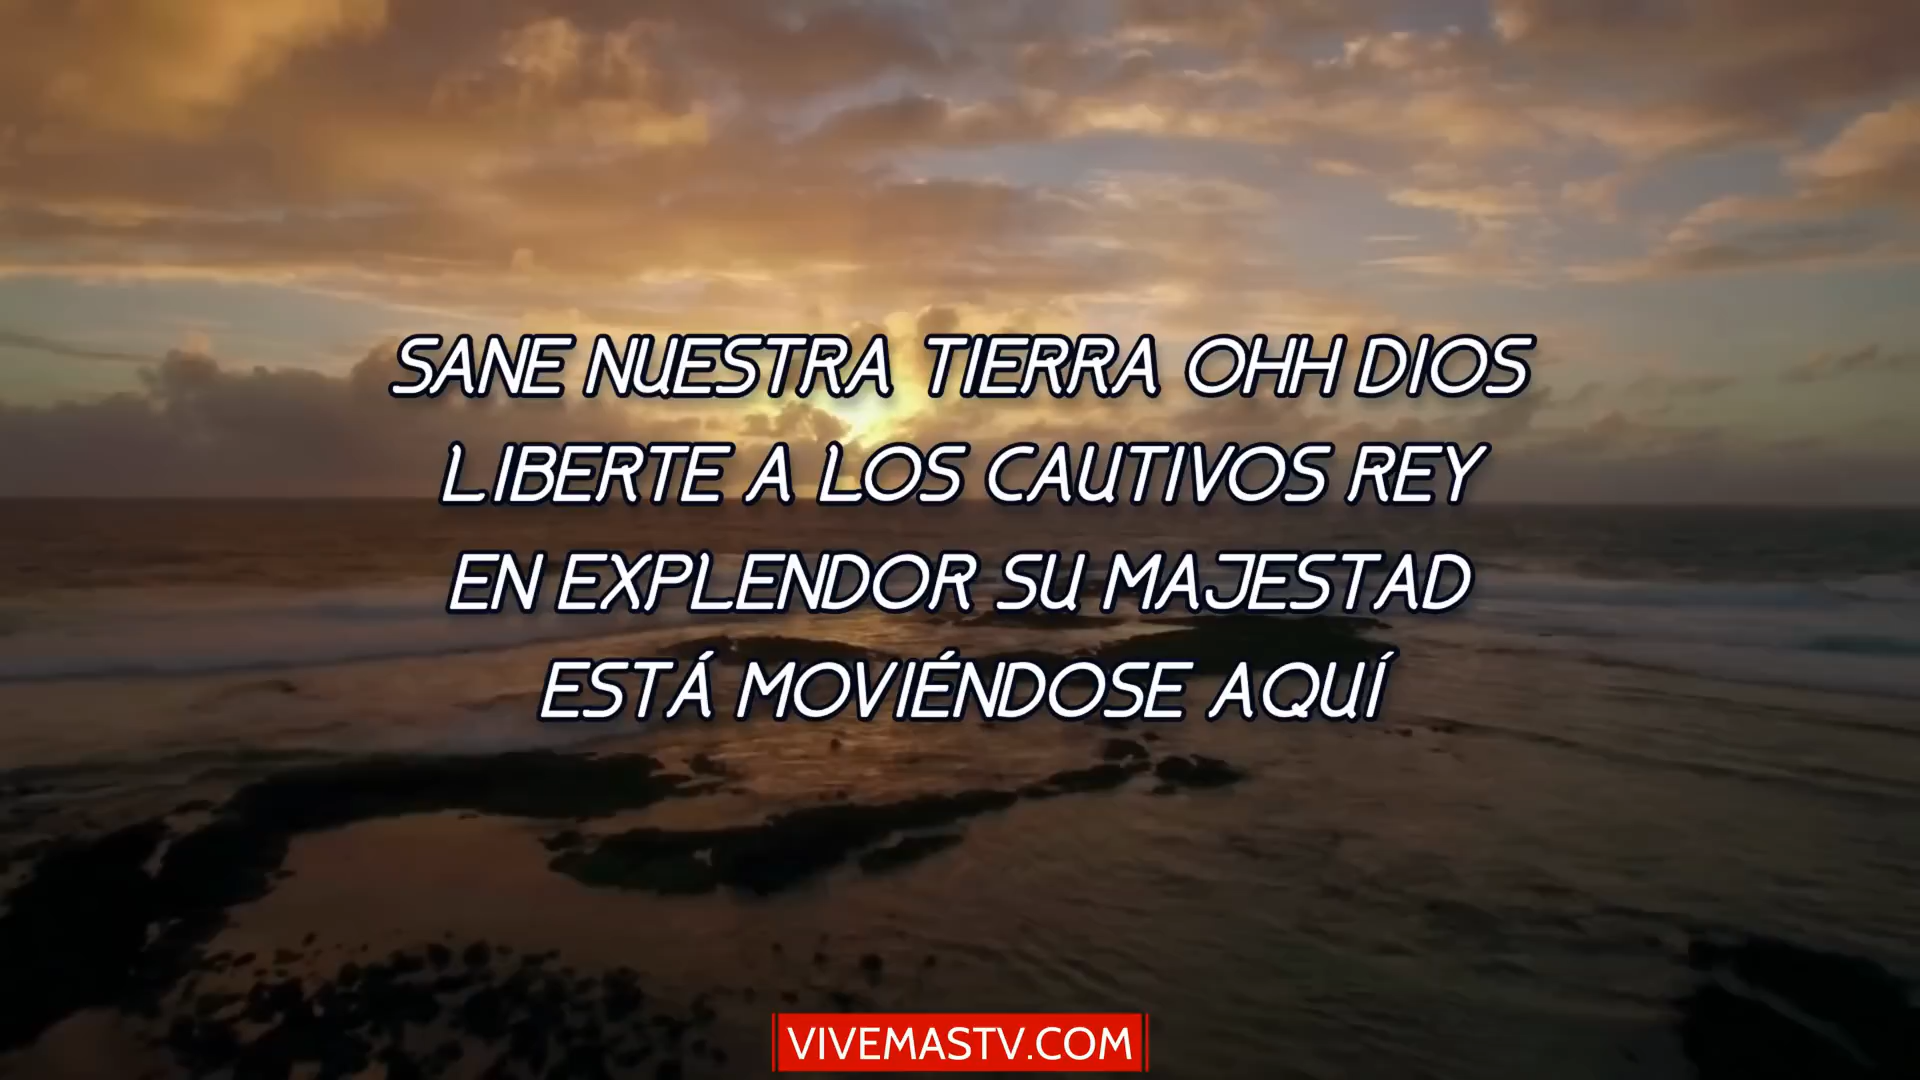 SANE NUESTRA TIERRA OHH DIOS
LIBERTE A LOS CAUTIVOS REY
EN EXPLENDOR SU MAJESTAD
ESTÁ MOVIÉNDOSE AQUÍ
VIVEMASTV.COM